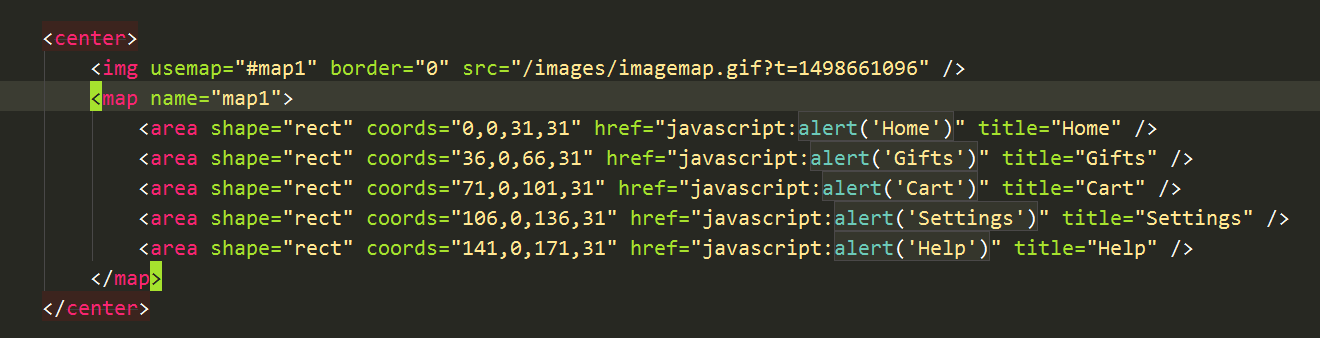 <center>
<img usemap="#map1" border="0" src="/images/imagemap.gif?t=1498661096" />
<map name="map1">
<area shape="rect" coords="0,0,31,31" href="javascript:alert('Home')" title="Home" />
<area shape="rect" coords="36,0,66,31" href="javascript:alert('Gifts')" title="Gifts" />
<area shape="rect" coords="71,0,101,31" href="javascript:alert('Cart')" title="Cart" />
<area shape="rect" coords="106,0,136,31" href="javascript:alert('Settings')" title="Settings" />
<area shape="rect" coords="141,0,171,31" href="javascript:alert('Help')" title="Help" />
</map>
</center>